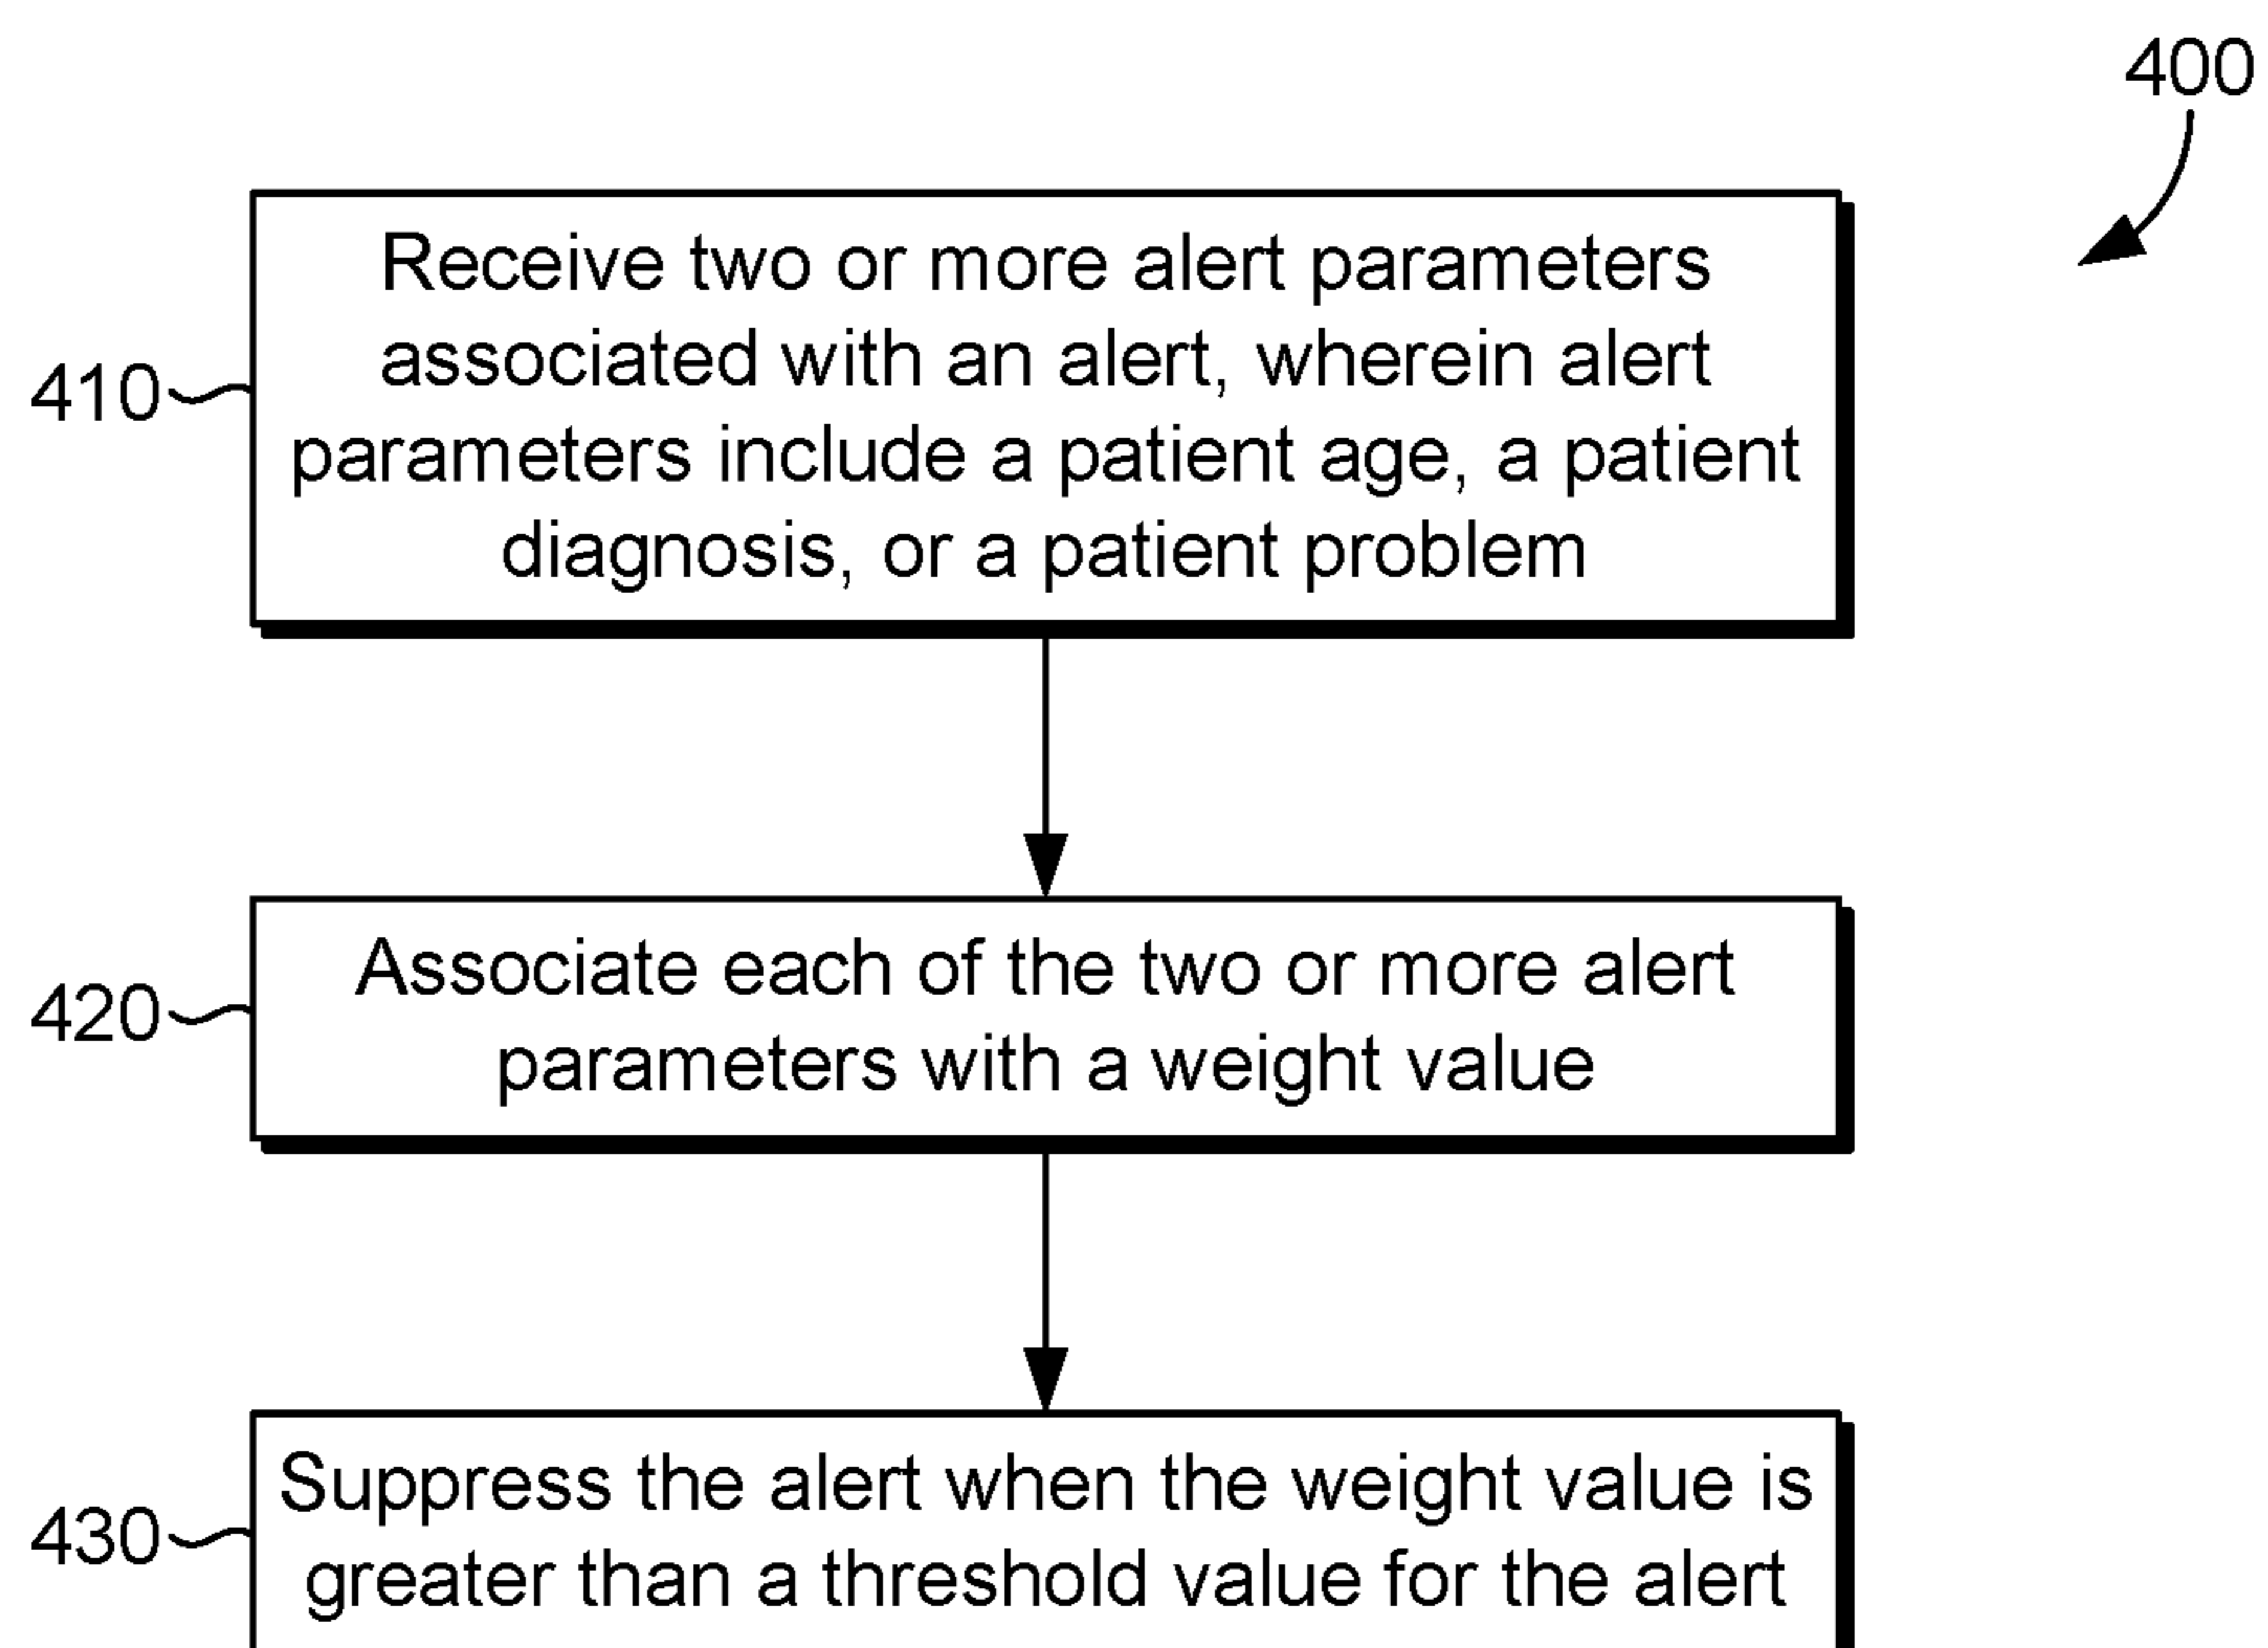 400
Receive two or more alert parameters
associated with an alert, wherein alert
parameters include a patient age, a patient
diagnosis, or a patient problem
410
Associate each of the two or more alert
parameters with a weight value
420
Suppress the alert when the weight value is
greater than a threshold value for the alert
430